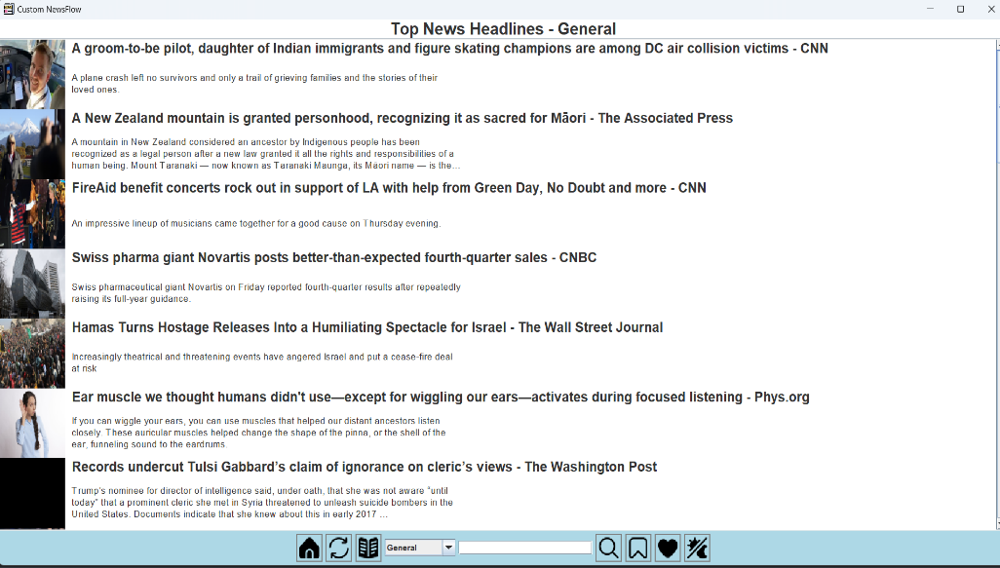 Custom NewsFlow
Top News Headlines - General
A groom-to-be pilot, daughter of Indian immigrants and figure skating champions are among DC air collision victims - CNN
A plane crash left no survivors and only a trail of grieving families and the stories of their
loved ones.
A New Zealand mountain is granted personhood, recognizing it as sacred for Māori - The Associated Press
A mountain in New Zealand considered an ancestor by Indigenous people has been
recognized as a legal person after a new law granted it all the rights and responsibilities of a
human being. Mount Taranaki — now known as Taranaki Maunga, its Māori name — is the…
FireAid benefit concerts rock out in support of LA with help from Green Day, No Doubt and more - CNN
An impressive lineup of musicians came together for a good cause on Thursday evening.
Swiss pharma giant Novartis posts better-than-expected fourth-quarter sales - CNBC
Swiss pharmaceutical giant Novartis on Friday reported fourth-quarter results after repeatedly
raising its full-year guidance.
Hamas Turns Hostage Releases Into a Humiliating Spectacle for Israel - The Wall Street Journal
Increasingly theatrical and threatening events have angered Israel and put a cease-fire deal
at risk
Ear muscle we thought humans didn't use—except for wiggling our ears—activates during focused listening - Phys.org
If you can wiggle your ears, you can use muscles that helped our distant ancestors listen
closely. These auricular muscles helped change the shape of the pinna, or the shell of the
ear, funneling sound to the eardrums.
Records undercut Tulsi Gabbard’s claim of ignorance on cleric’s views - The Washington Post
Trump’s nominee for director of intelligence said, under oath, that she was not aware “until
today” that a prominent cleric she met in Syria threatened to unleash suicide bombers in the
United States. Documents indicate that she knew about this in early 2017 …
General